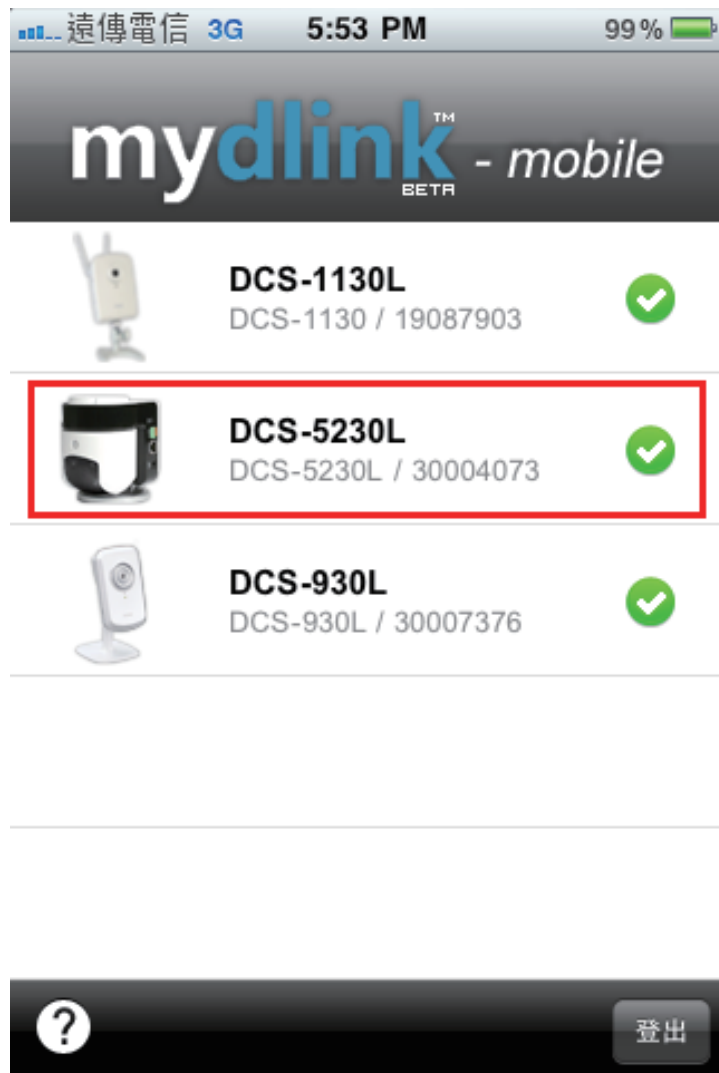 遠傳電信 3G 5:53 PM 99%
mydlink™ - mobile
BETA
DCS-1130L
DCS-1130 / 19087903
DCS-5230L
DCS-5230L / 30004073
DCS-930L
DCS-930L / 30007376
?
登出